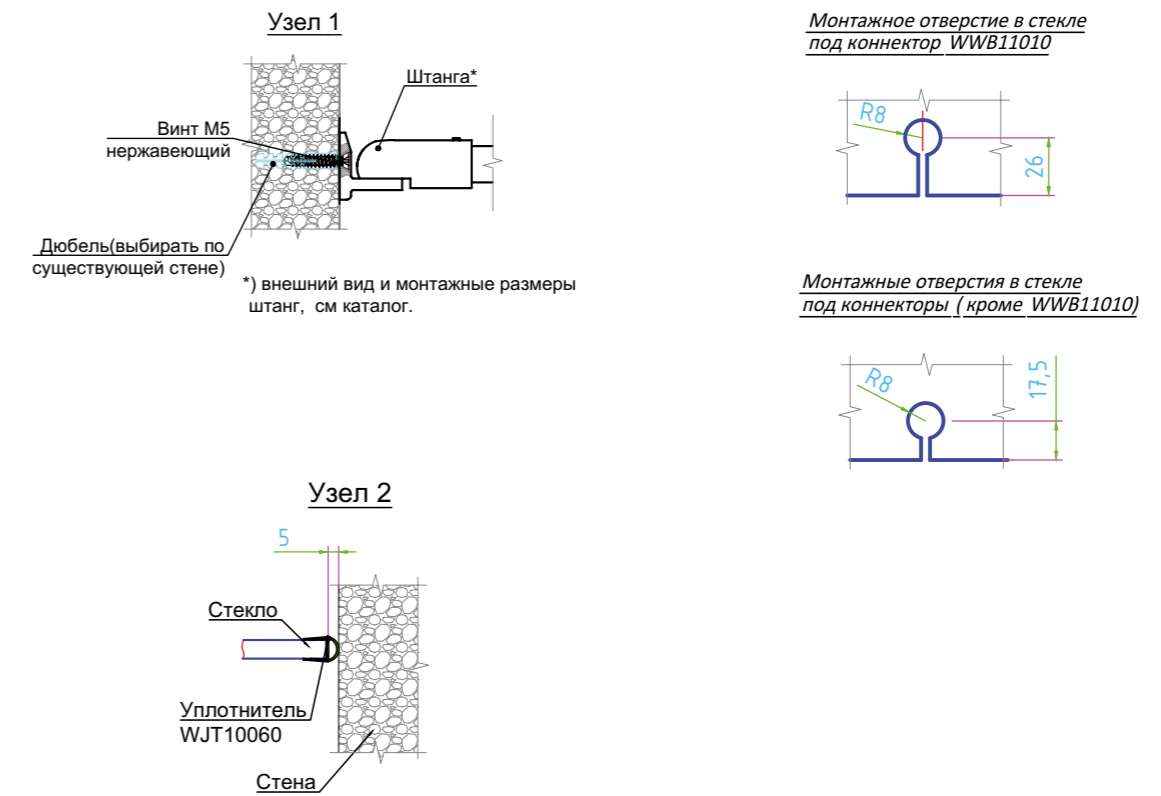 Узел 1
Штанга*
Винт М5
нержавеющий
Дюбель(выбирать по
существующей стене)
*) внешний вид и монтажные размеры
штанг, см каталог.
Монтажное отверстие в стекле
под коннектор WWB11010
R8
26
Монтажные отверстия в стекле
под коннекторы ( кроме WWB11010)
R8
17,5
Узел 2
5
Стекло
Уплотнитель
WJT10060
Стена